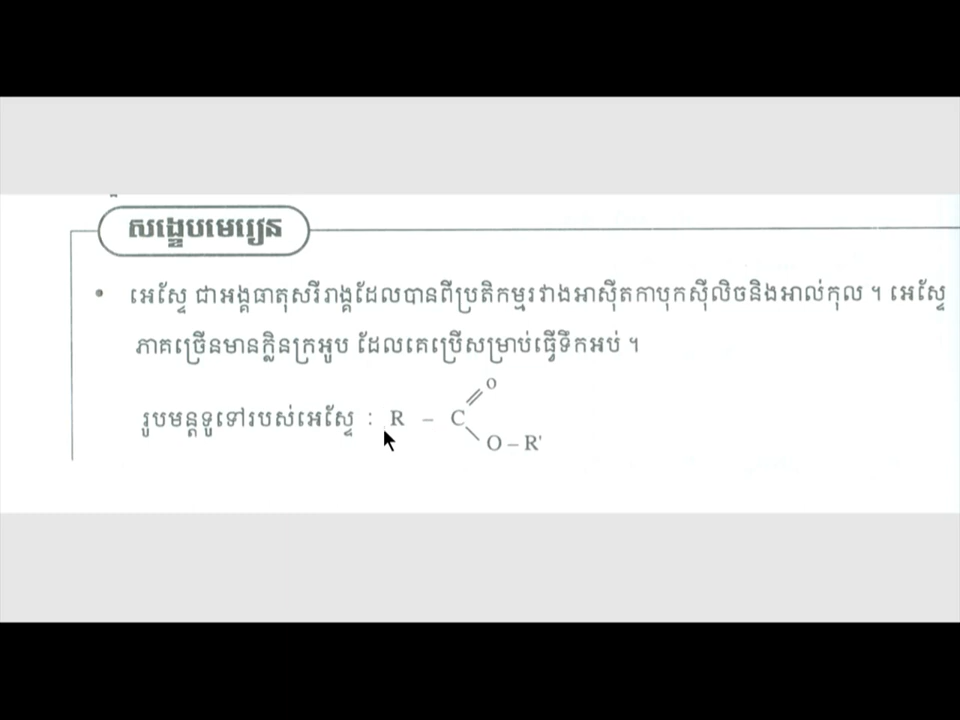 សង្ខេបមេរៀន
• អេស្ទែ ជាអង្គធាតុសរីរាង្គដែលបានពីប្រតិកម្មរវាងអាស៊ីតកាបុកស៊ីលិចនិងអាល់កុល ។ អេស្ទែ
ភាគច្រើនមានក្លិនក្រអូប ដែលគេប្រើសម្រាប់ធ្វើទឹកអប់ ។
O
រូបមន្តទូទៅរបស់អេស្ទែ : R – C
O – R'